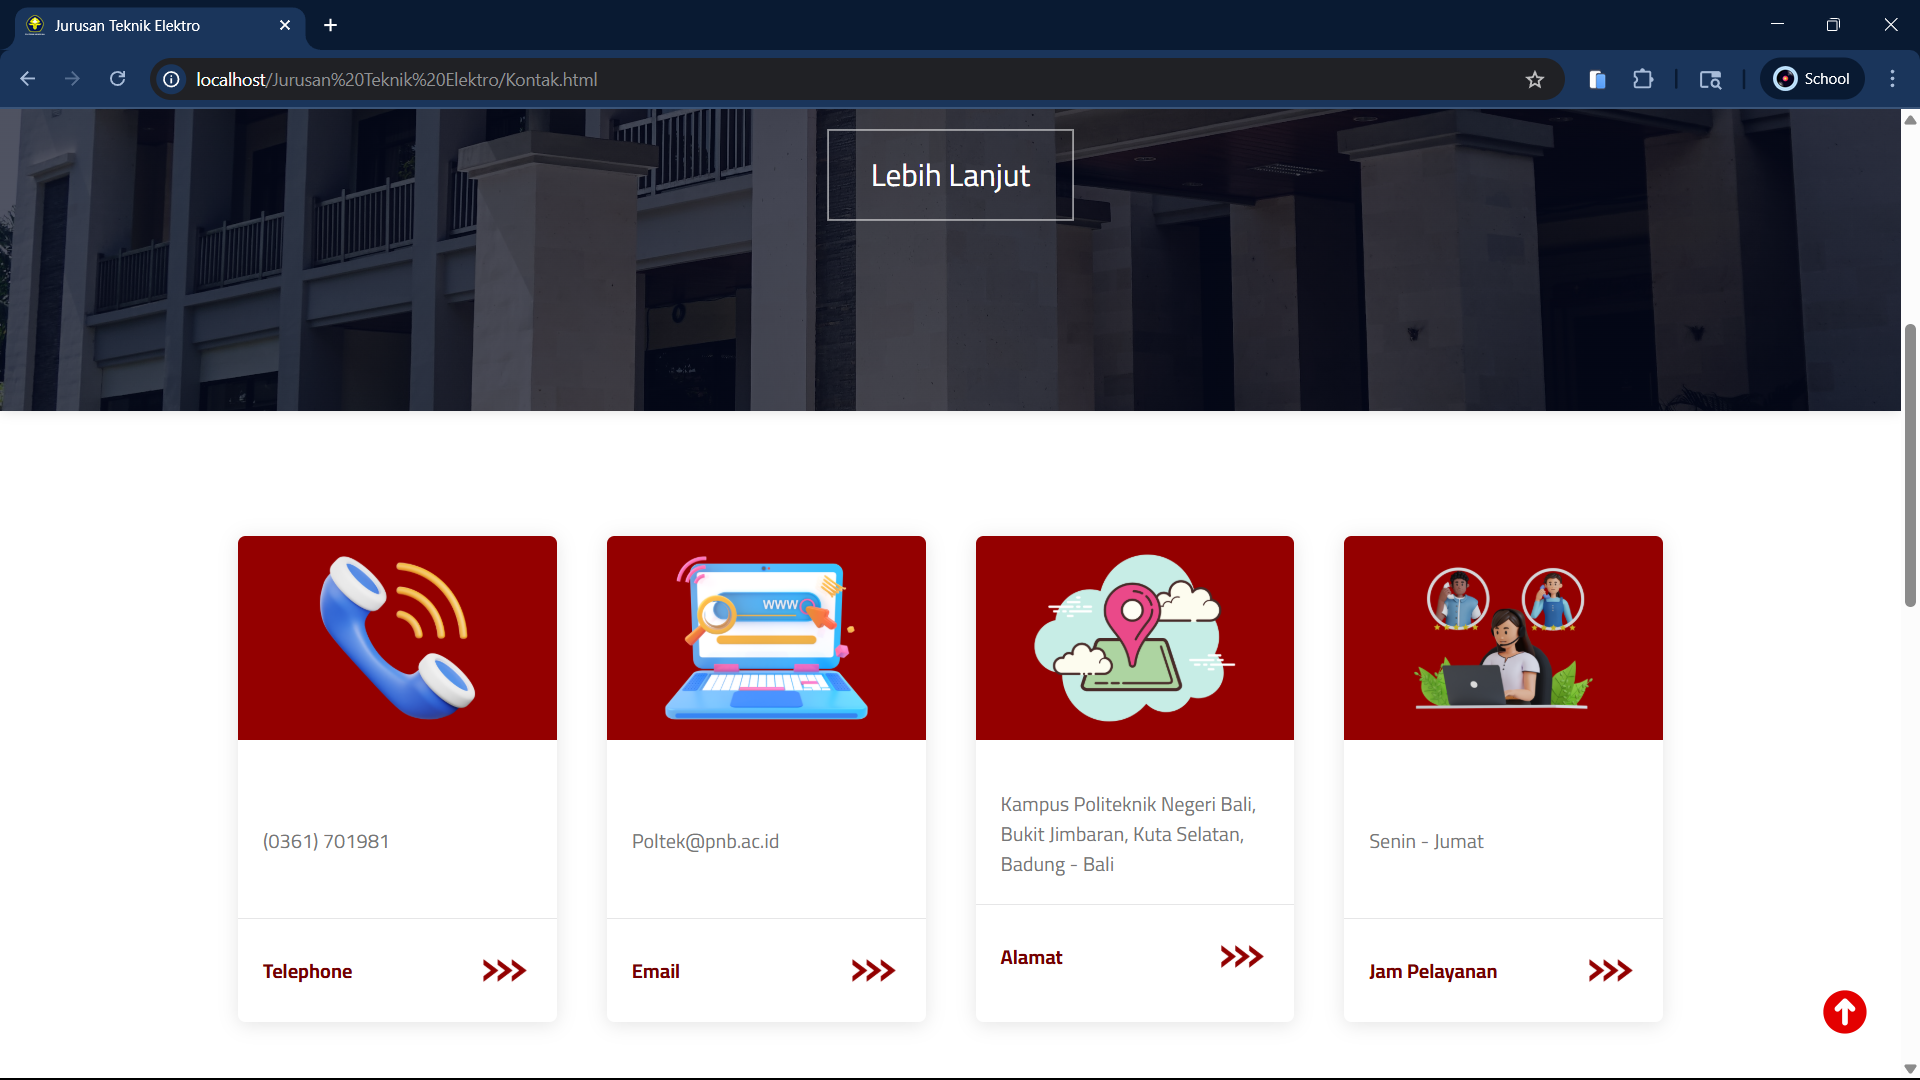 Jurusan Teknik Elektro
localhost/Jurusan%20Teknik%20Elektro/Kontak.html
School
Lebih Lanjut
WWW
(0361) 701981
Poltek@pnb.ac.id
Kampus Politeknik Negeri Bali,
Bukit Jimbaran, Kuta Selatan,
Badung - Bali
Senin - Jumat
Telephone
Email
Alamat
Jam Pelayanan